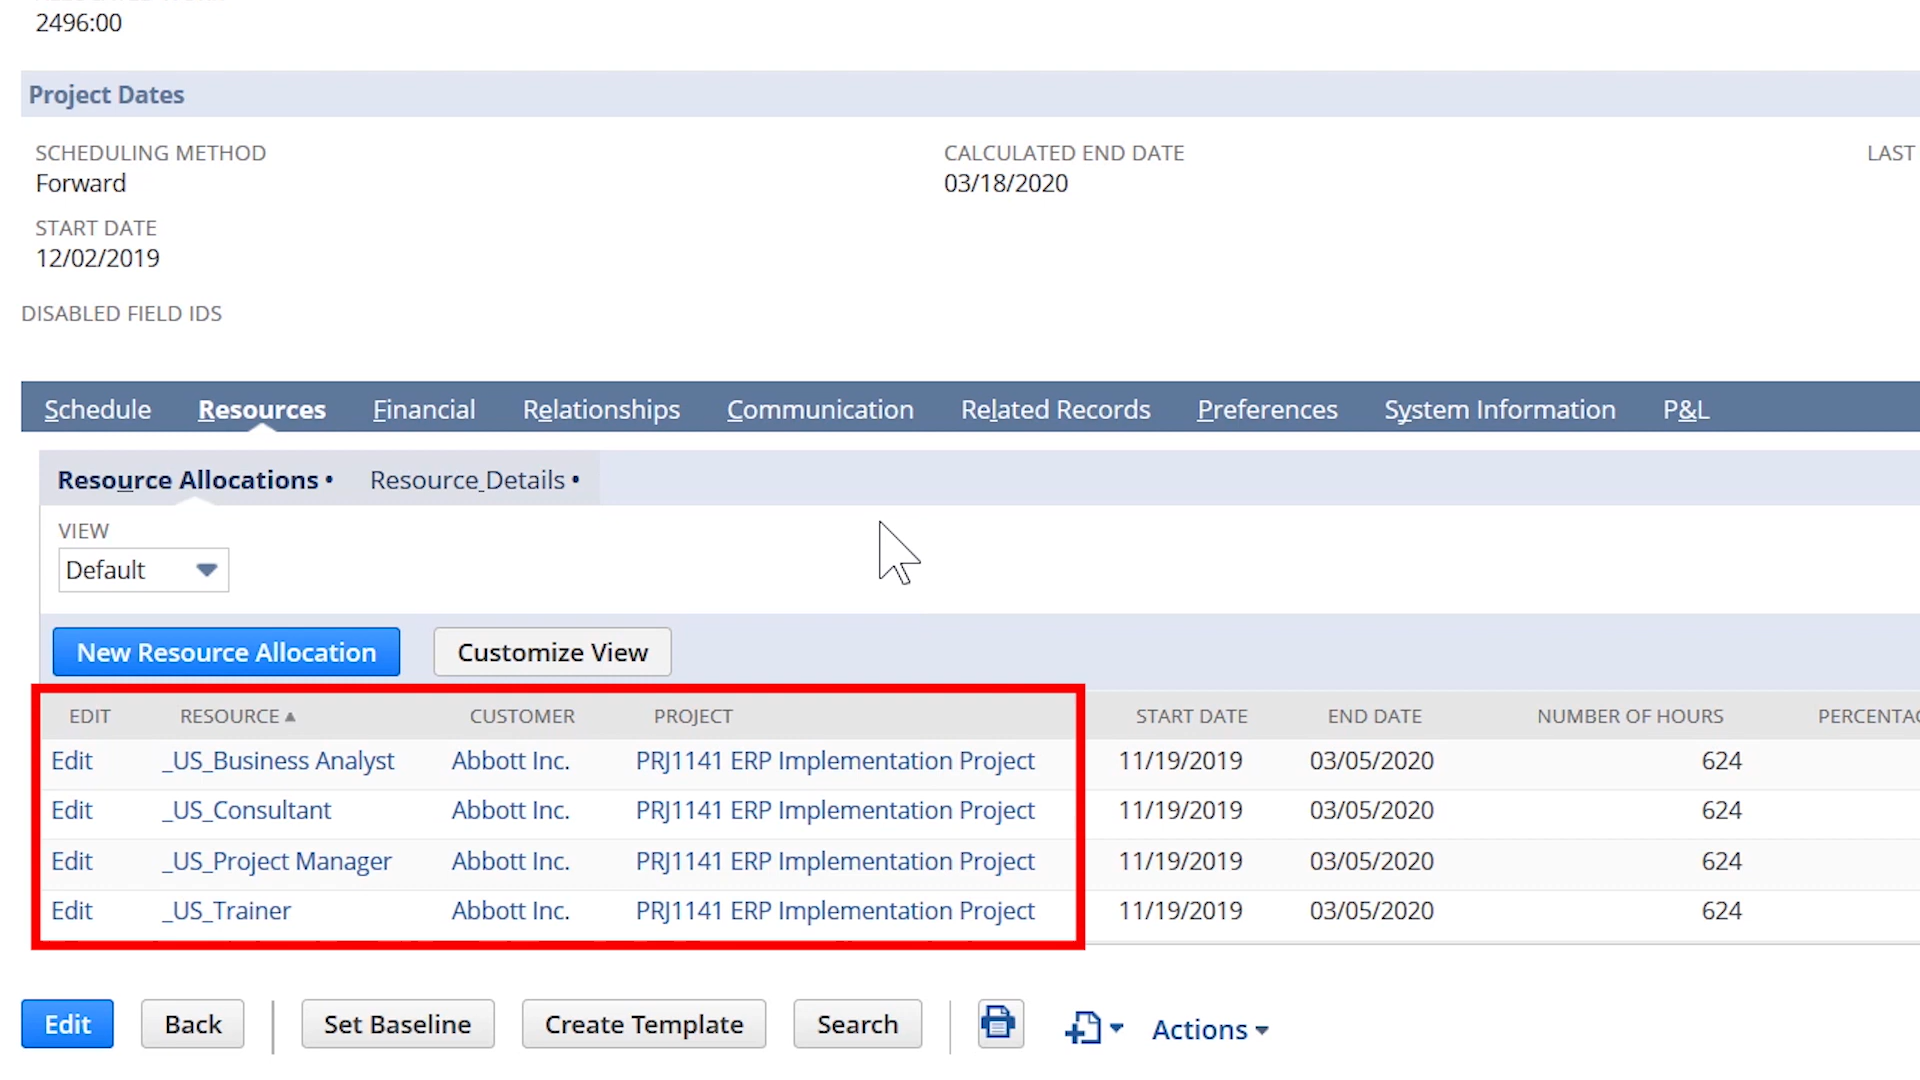 2496:00
Project Dates
SCHEDULING METHOD
Forward
CALCULATED END DATE
03/18/2020
LAST
START DATE
12/02/2019
DISABLED FIELD IDS
Schedule Resources Financial Relationships Communication Related Records Preferences System Information P&L
Resource Allocations • Resource Details •
VIEW
Default
New Resource Allocation Customize View
EDIT RESOURCE ▲ CUSTOMER PROJECT START DATE END DATE NUMBER OF HOURS
Edit _US_Business Analyst Abbott Inc. PRJ1141 ERP Implementation Project 11/19/2019 03/05/2020 624
Edit _US_Consultant Abbott Inc. PRJ1141 ERP Implementation Project 11/19/2019 03/05/2020 624
Edit _US_Project Manager Abbott Inc. PRJ1141 ERP Implementation Project 11/19/2019 03/05/2020 624
Edit _US_Trainer Abbott Inc. PRJ1141 ERP Implementation Project 11/19/2019 03/05/2020 624
Edit Back Set Baseline Create Template Search Actions